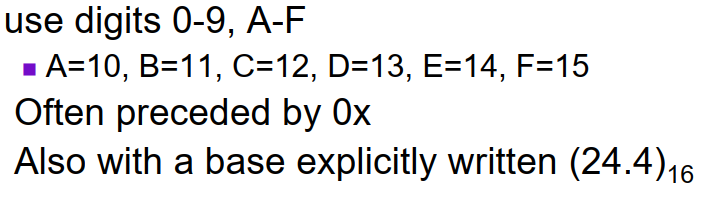 use digits 0-9, A-F
A=10, B=11, C=12, D=13, E=14, F=15
Often preceded by 0x
Also with a base explicitly written (24.4)₁₆